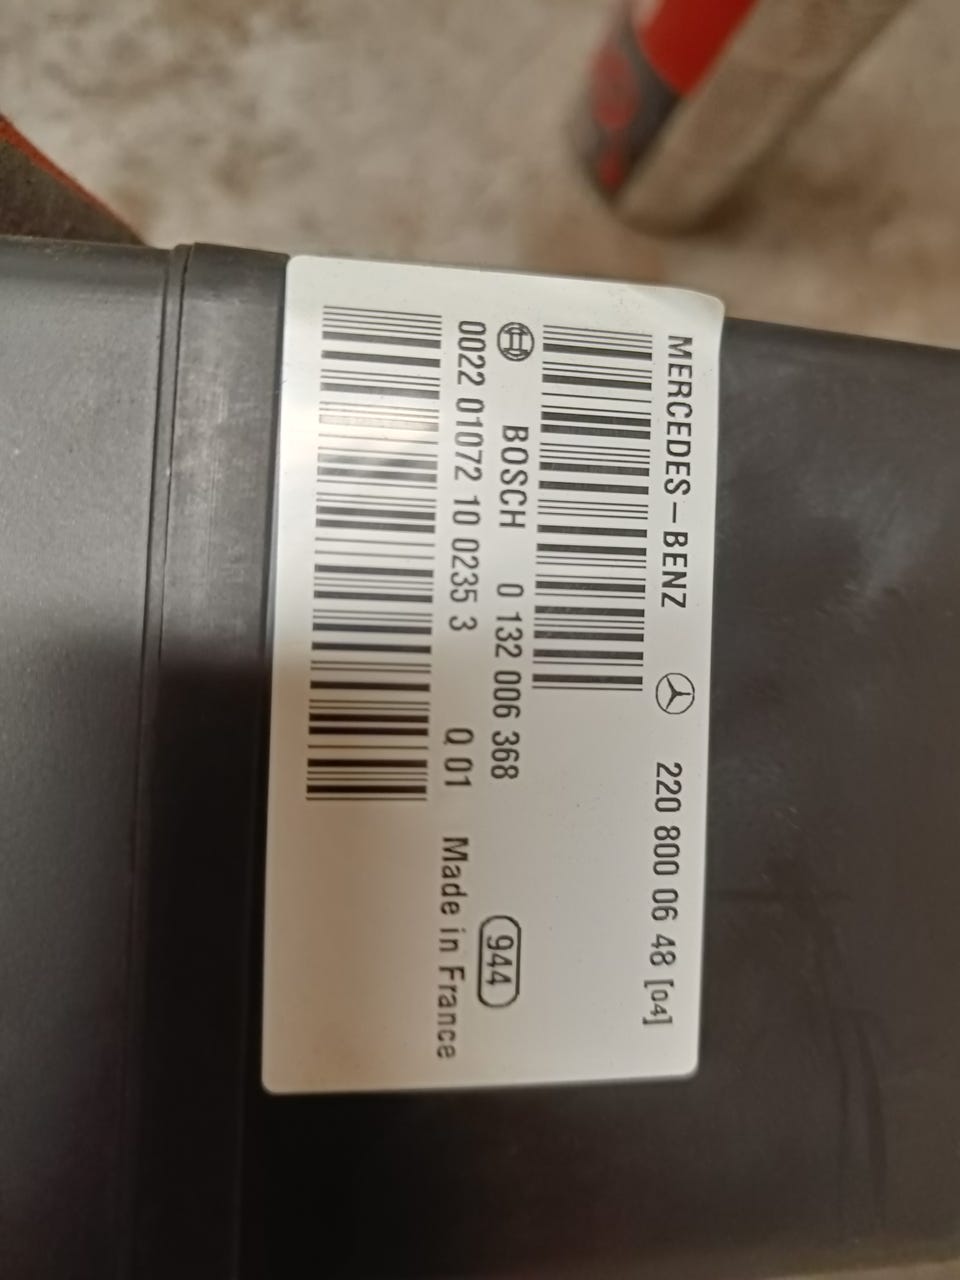 MERCEDES-BENZ 220 800 06 48 [04]
BOSCH 0 132 006 368 944
0022 01072 10 0235 3 Q 01 Made in France